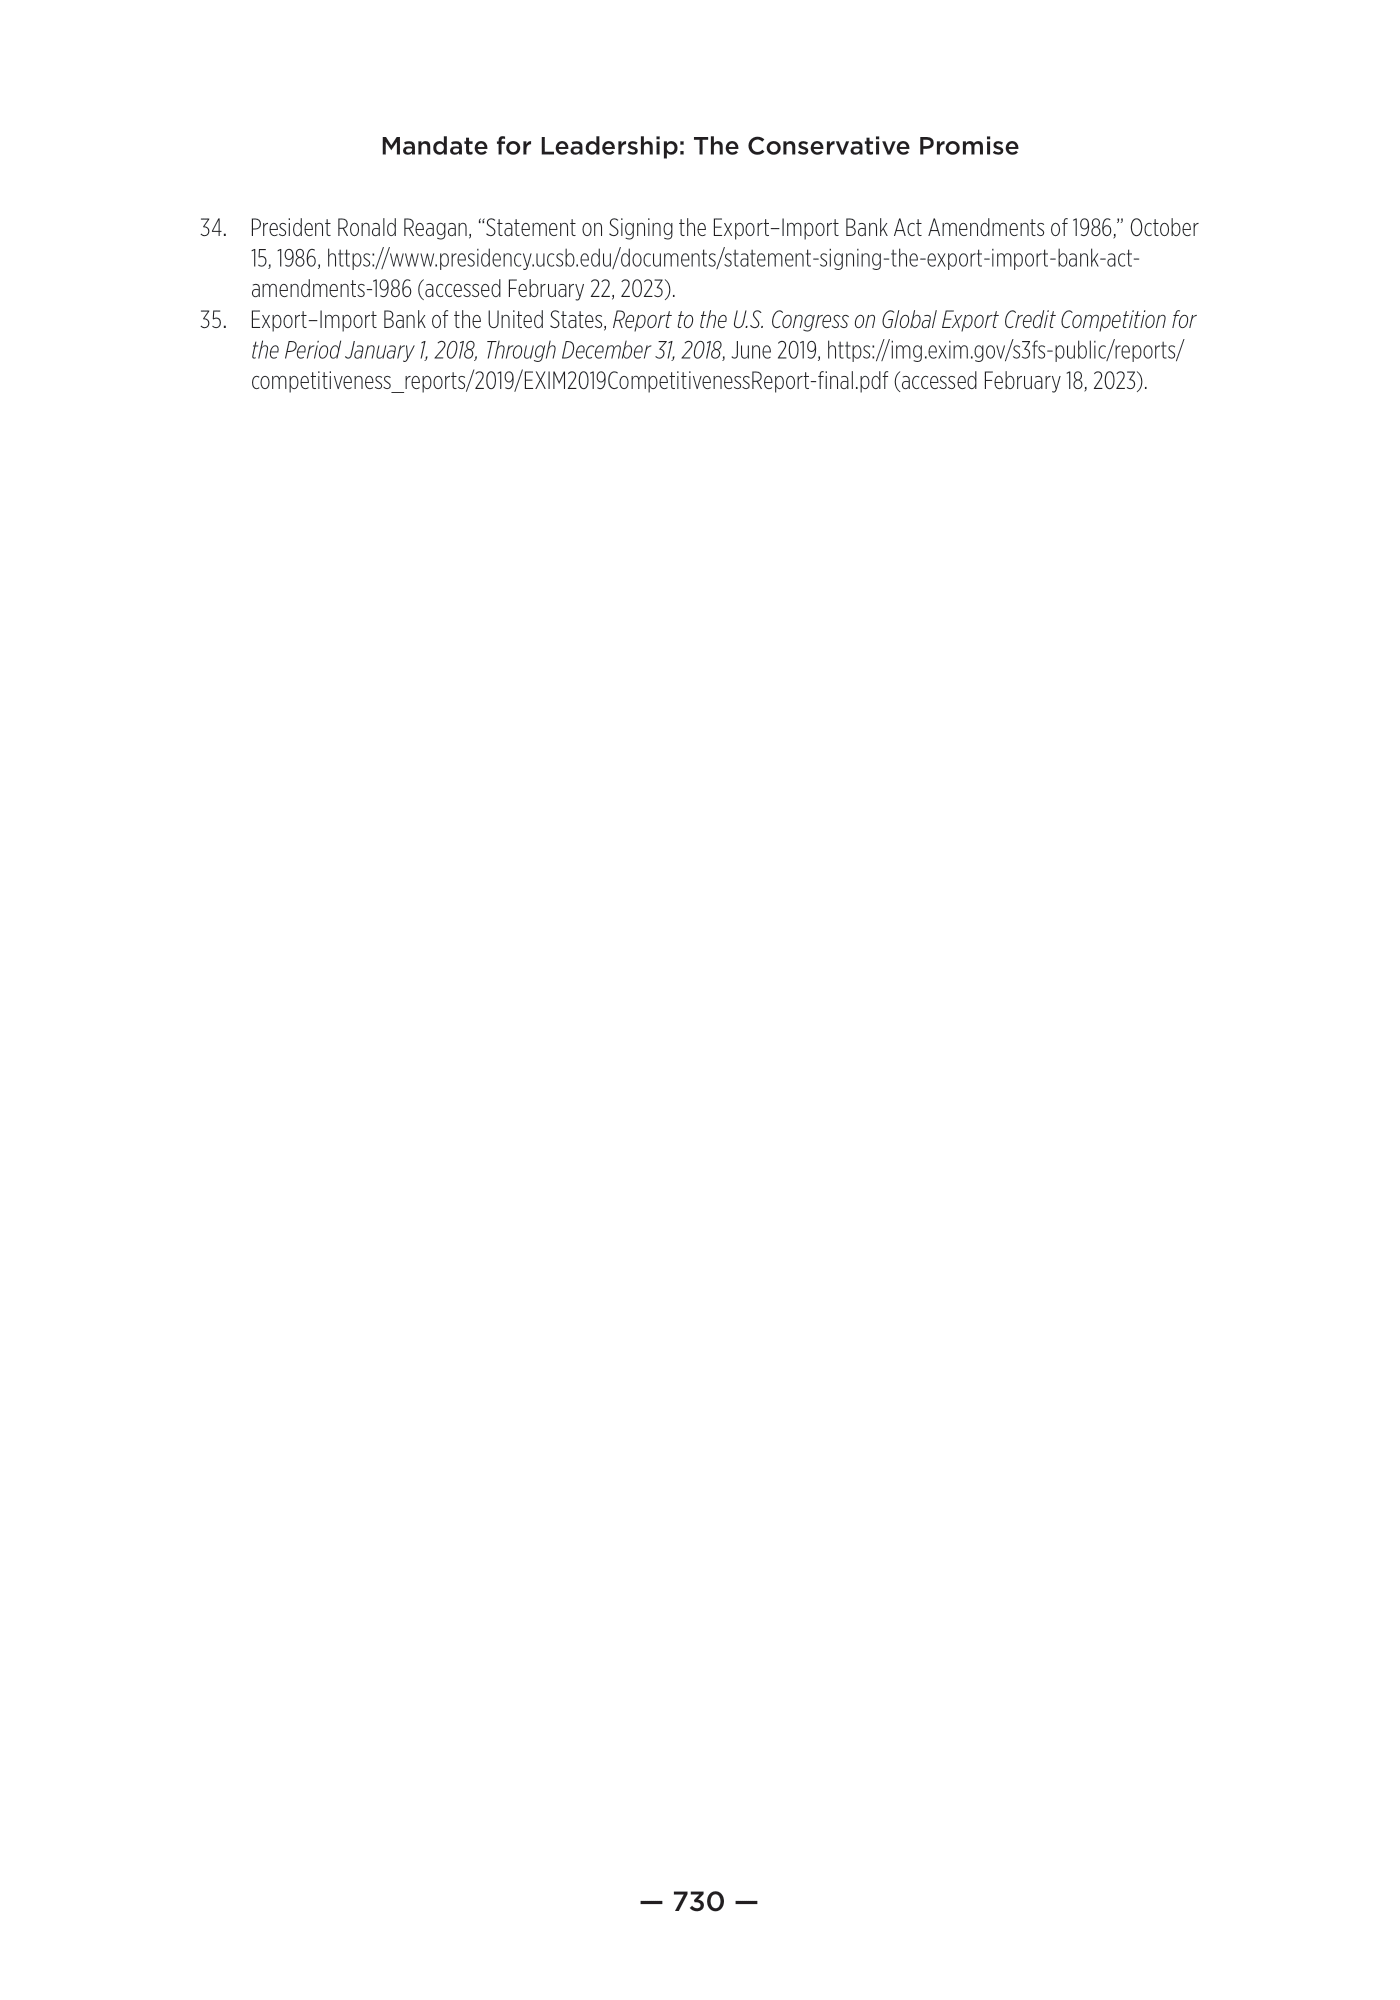 Mandate for Leadership: The Conservative Promise
34. President Ronald Reagan, “Statement on Signing the Export–Import Bank Act Amendments of 1986,” October
15, 1986, https://www.presidency.ucsb.edu/documents/statement-signing-the-export-import-bank-act-
amendments-1986 (accessed February 22, 2023).
35. Export–Import Bank of the United States, Report to the U.S. Congress on Global Export Credit Competition for
the Period January 1, 2018, Through December 31, 2018, June 2019, https://img.exim.gov/s3fs-public/reports/
competitiveness_reports/2019/EXIM2019CompetitivenessReport-final.pdf (accessed February 18, 2023).
— 730 —